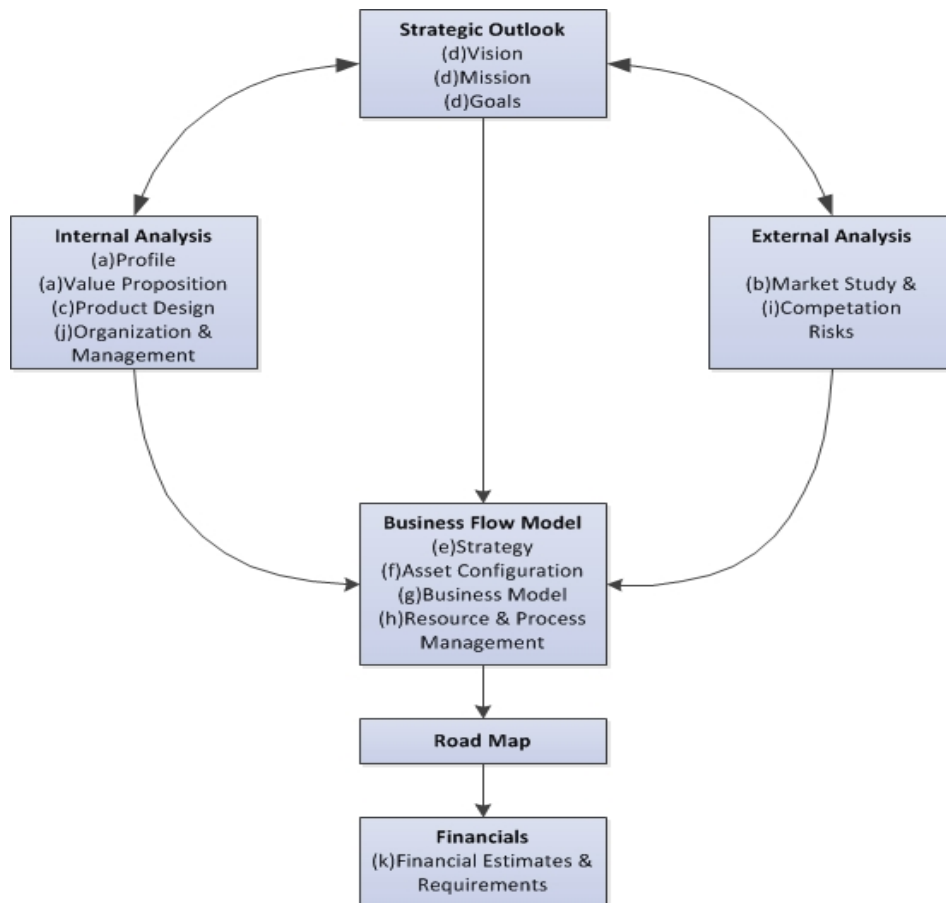 Strategic Outlook
(d)Vision
(d)Mission
(d)Goals
Internal Analysis
(a)Profile
(a)Value Proposition
(c)Product Design
(j)Organization &
Management
External Analysis
(b)Market Study &
(i)Competation
Risks
Business Flow Model
(e)Strategy
(f)Asset Configuration
(g)Business Model
(h)Resource & Process
Management
Road Map
Financials
(k)Financial Estimates &
Requirements